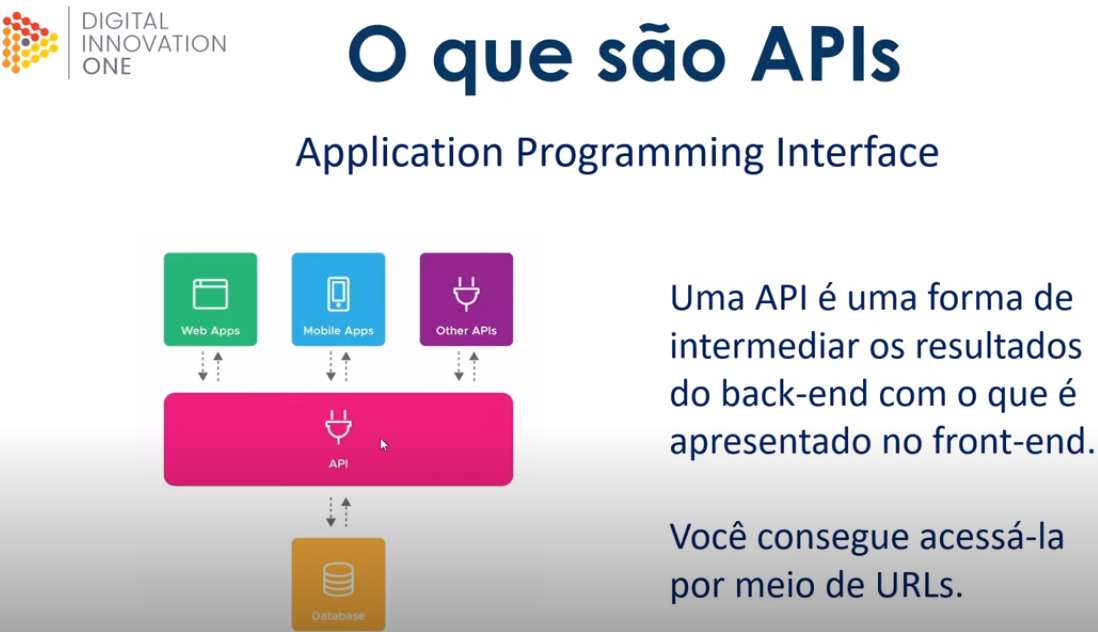 DIGITAL
INNOVATION
ONE
O que são APIs
Application Programming Interface
Web Apps
Mobile Apps
Other APIs
API
Database
Uma API é uma forma de
intermediar os resultados
do back-end com o que é
apresentado no front-end.
Você consegue acessá-la
por meio de URLs.